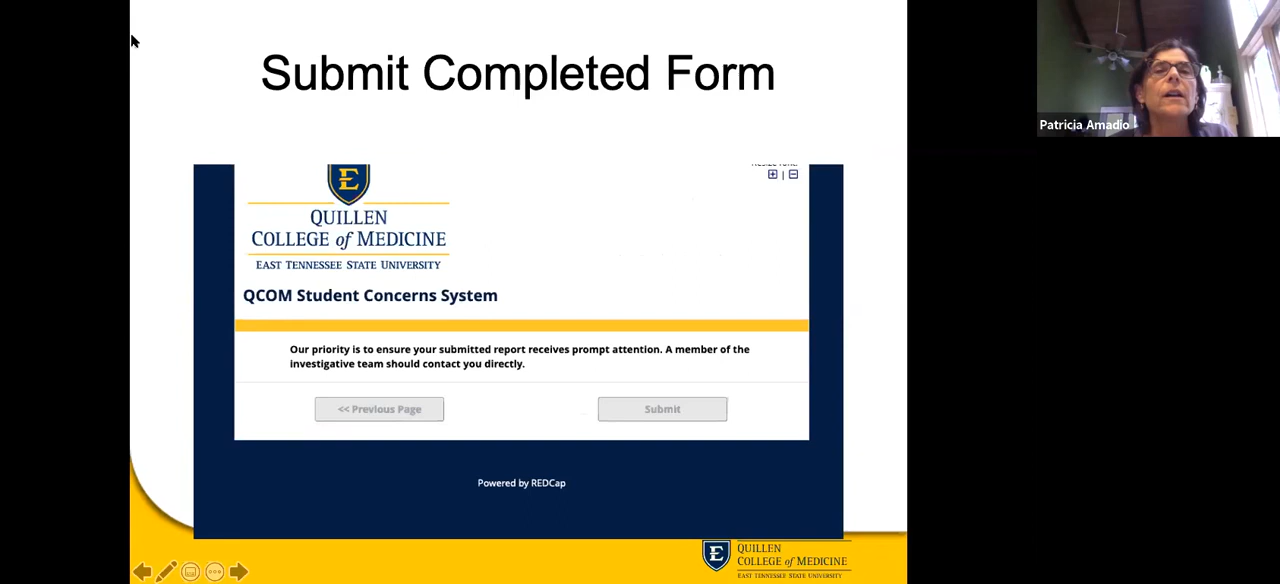 Submit Completed Form
Patricia Amadio
E
QUILLEN
COLLEGE of MEDICINE
EAST TENNESSEE STATE UNIVERSITY
QCOM Student Concerns System
Our priority is to ensure your submitted report receives prompt attention. A member of the
investigative team should contact you directly.
<< Previous Page
Submit
Powered by REDCap
E
QUILLEN
COLLEGE of MEDICINE
EAST TENNESSEE STATE UNIVERSITY